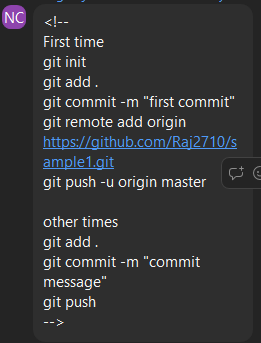 NC
<!--
First time
git init
git add .
git commit -m "first commit"
git remote add origin
https://github.com/Raj2710/s
ample1.git
git push -u origin master

other times
git add .
git commit -m "commit
message"
git push
-->